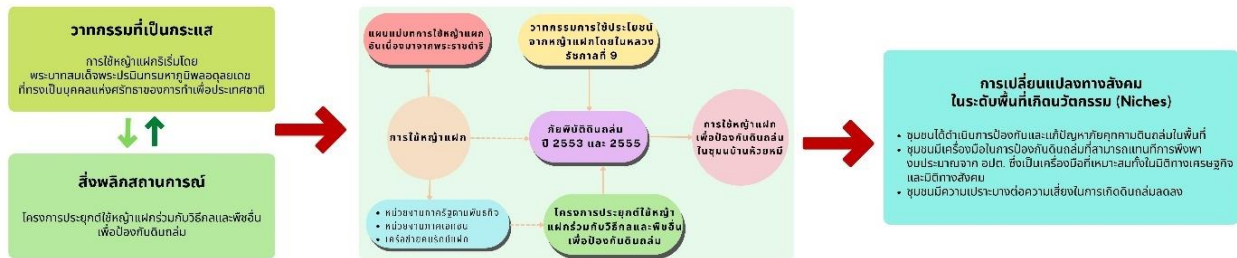 วาทกรรมที่เป็นกระแส
การใช้หญ้าแฝกริเริ่มโดย
พระบาทสมเด็จพระปรมินทรมหาภูมิพลอดุลยเดช
ที่ทรงเป็นบุคคลแห่งศรัทธาของการทำเพื่อประเทศชาติ
สิ่งพลิกสถานการณ์
โครงการประยุกต์ใช้หญ้าแฝกร่วมกับวิธีกลและพืชอื่น
เพื่อป้องกันดินถล่ม
แผนแม่บทการใช้หญ้าแฝก
อันเนื่องมาจากพระราชดำริ
วาทกรรมการใช้ประโยชน์
จากหญ้าแฝกโดยในหลวง
รัชกาลที่ 9
การใช้หญ้าแฝก
ภัยพิบัติดินถล่ม
ปี 2553 และ 2555
การใช้หญ้าแฝก
เพื่อป้องกันดินถล่ม
ในชุมชนบ้านห้วยหมี
• หน่วยงานภาครัฐตามพันธกิจ
• หน่วยงานภาคเอกชน
• เครือข่ายคนรักษ์แฝก
โครงการประยุกต์ใช้หญ้า
แฝกร่วมกับวิธีกลและพืชอื่น
เพื่อป้องกันดินถล่ม
การเปลี่ยนแปลงทางสังคม
ในระดับพื้นที่เกิดนวัตกรรม (Niches)
• ชุมชนได้ดำเนินการป้องกันและแก้ปัญหาภัยคุกคามดินถล่มในพื้นที่
• ชุมชนมีเครื่องมือในการป้องกันดินถล่มที่สามารถแทนที่การพึ่งพา
งบประมาณจาก อปต. ซึ่งเป็นเครื่องมือที่เหมาะสมทั้งในมิติทางเศรษฐกิจ
และมิติทางสังคม
• ชุมชนมีความเปราะบางต่อความเสี่ยงในการเกิดดินถล่มลดลง